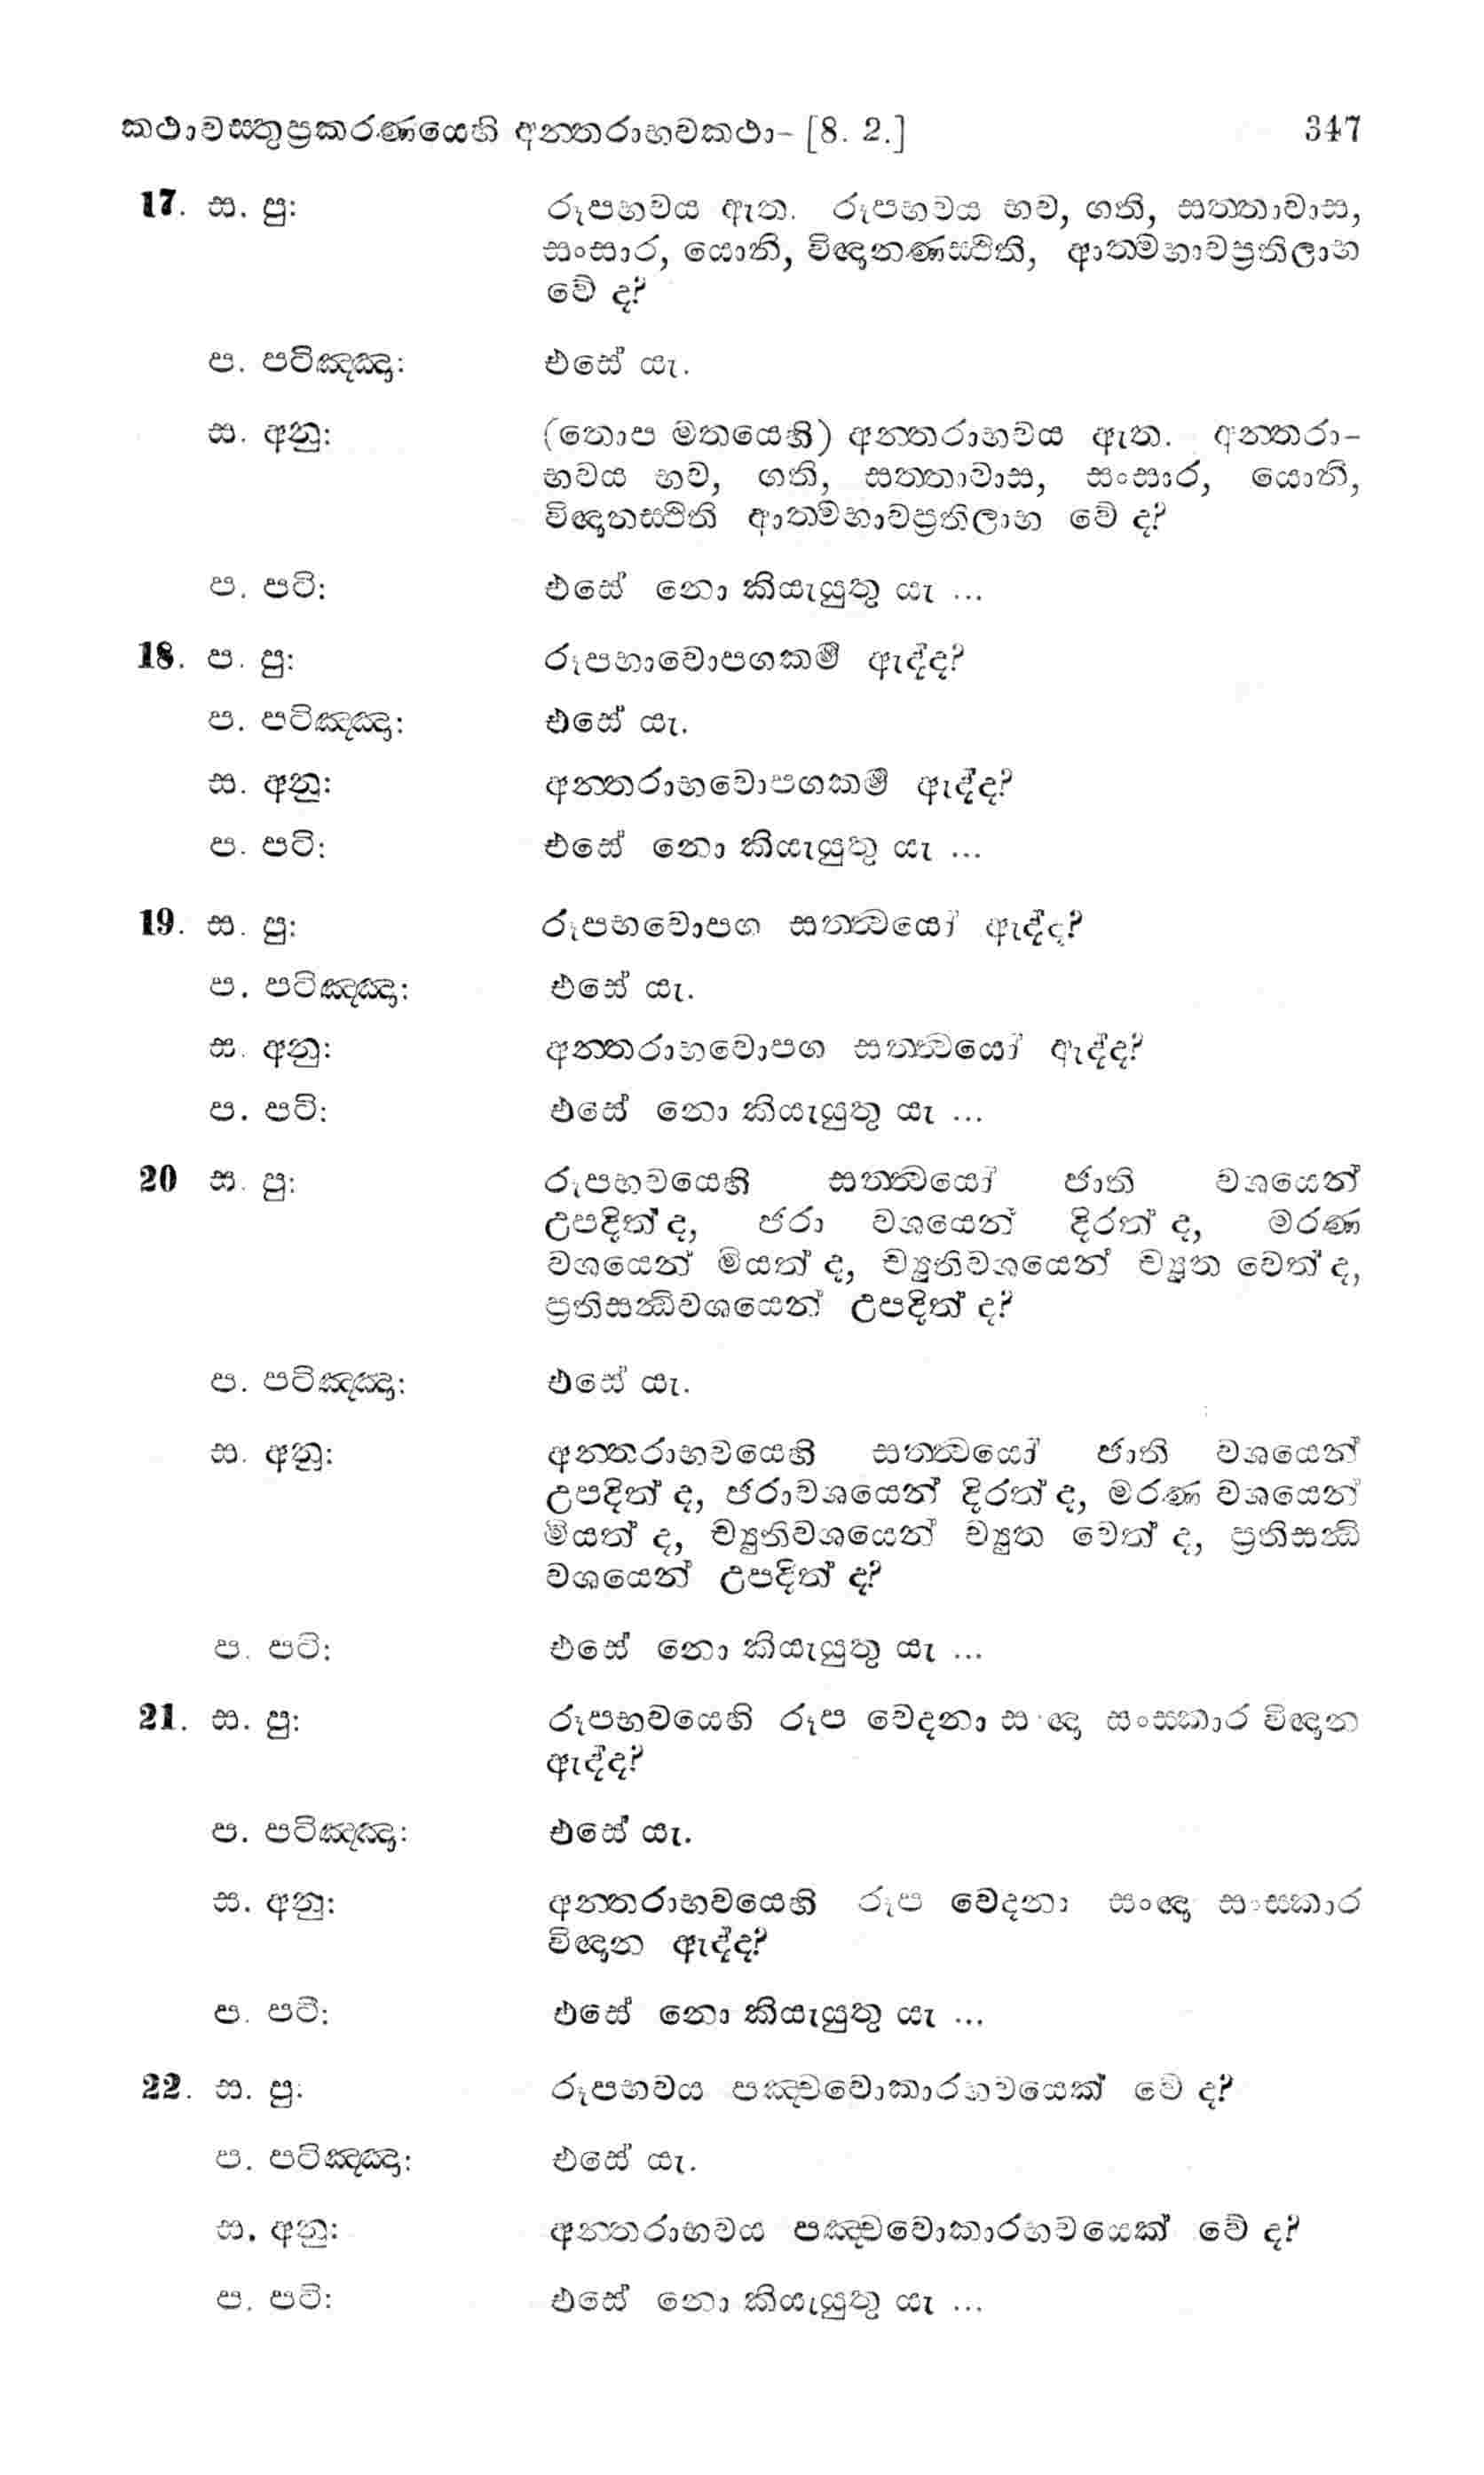 කථාවස්තුප්‍රකරණයෙහි අන්තරාභවකථා- [8. 2.] 347
17. ස. පු: රූපභවය ඇත. රූපභවය භව, ගති, සත්තාවාස,
සංසාර, යොනි, විඥානණස්ථිති, ආත්මභාවප්‍රතිලාභ
වේ ද?
ප. පටිඤ්ඤා: එසේ යැ.
ස. අනු: (තොප මතයෙහි) අන්තරාභවය ඇත. අන්තරා-
භවය භව, ගති, සත්තාවාස, සංසාර, යොනි,
විඥානස්ථිති ආත්මභාවප්‍රතිලාභ වේ ද?
ප. පටි: එසේ නො කියැයුතු යැ ...
18. ප. පු: රූපභාවොපගකර්ම ඇද්ද?
ප. පටිඤ්ඤා: එසේ යැ.
ස. අනු: අන්තරාභවොපගකර්ම ඇද්ද?
ප. පටි: එසේ නො කියැයුතු යැ ...
19. ස. පු: රූපභවොපග සත්ත්‍වයෝ ඇද්ද?
ප. පටිඤ්ඤා: එසේ යැ.
ස. අනු: අන්තරාභවොපග සත්ත්‍වයෝ ඇද්ද?
ප. පටි: එසේ නො කියැයුතු යැ ...
20 ස. පු: රූපභවයෙහි සත්ත්‍වයෝ ජාති වශයෙන්
උපදිත් ද, ජරා වශයෙන් දිරත් ද, මරණ
වශයෙන් මියත් ද, ච්‍යුතිවශයෙන් ච්‍යුත වෙත් ද,
ප්‍රතිසන්ධිවශයෙන් උපදිත් ද?
ප. පටිඤ්ඤා: එසේ යැ.
ස. අනු: අන්තරාභවයෙහි සත්ත්‍වයෝ ජාති වශයෙන්
උපදිත් ද, ජරාවශයෙන් දිරත් ද, මරණ වශයෙන්
මියත් ද, ච්‍යුතිවශයෙන් ච්‍යුත වෙත් ද, ප්‍රතිසන්ධි
වශයෙන් උපදිත් ද?
ප. පටි: එසේ නො කියැයුතු යැ ...
21. ස. පු: රූපභවයෙහි රූප වෙදනා සංඥා සංස්කාර විඥාන
ඇද්ද?
ප. පටිඤ්ඤා: එසේ යැ.
ස. අනු: අන්තරාභවයෙහි රූප වෙදනා සංඥා සංස්කාර
විඥාන ඇද්ද?
ප. පටි: එසේ නො කියැයුතු යැ ...
22. ස. පු: රූපභවය පඤ්චවොකාරභවයෙක් වේ ද?
ප. පටිඤ්ඤා: එසේ යැ.
ස. අනු: අන්තරාභවය පඤ්චවොකාරභවයෙක් වේ ද?
ප. පටි: එසේ නො කියැයුතු යැ ...